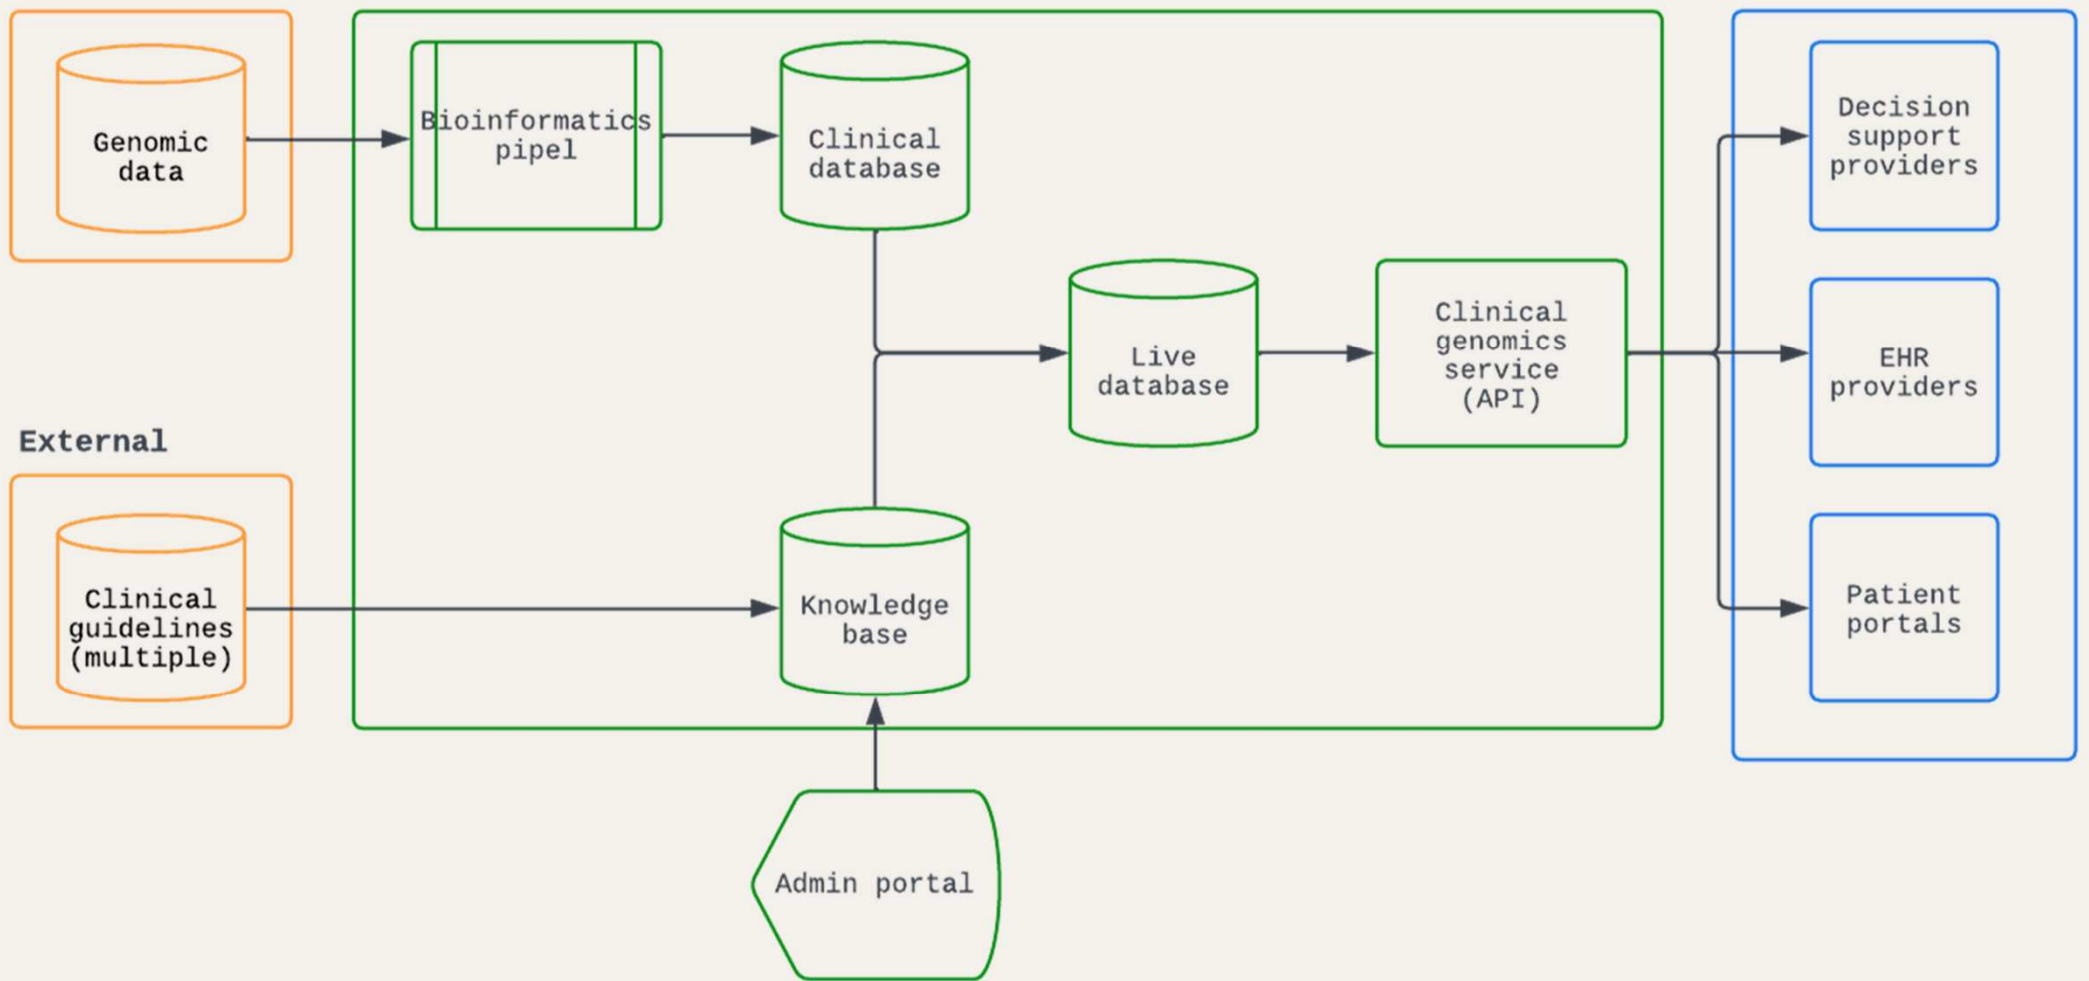 Genomic
data
Bioinformatics
pipel
Clinical
database
Decision
support
providers
Live
database
Clinical
genomics
service
(API)
EHR
providers
External
Clinical
guidelines
(multiple)
Knowledge
base
Patient
portals
Admin portal